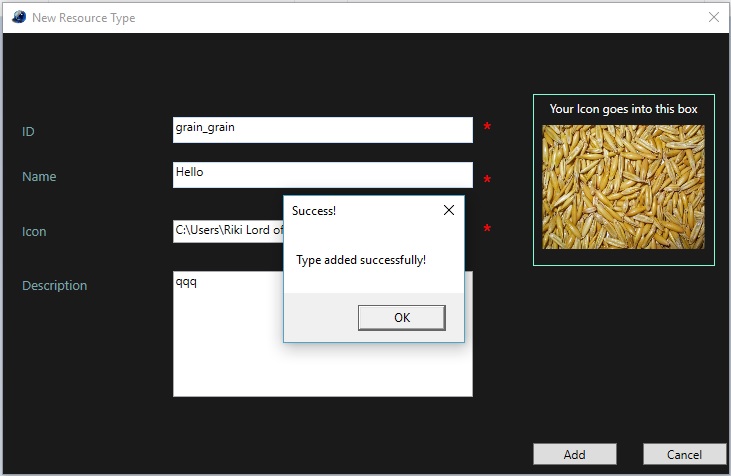 New Resource Type
Your Icon goes into this box
ID
grain_grain
*
Name
Hello
*
Icon
C:\Users\Riki Lord of
*
Success!
Type added successfully!
OK
Description
qqq
Add
Cancel